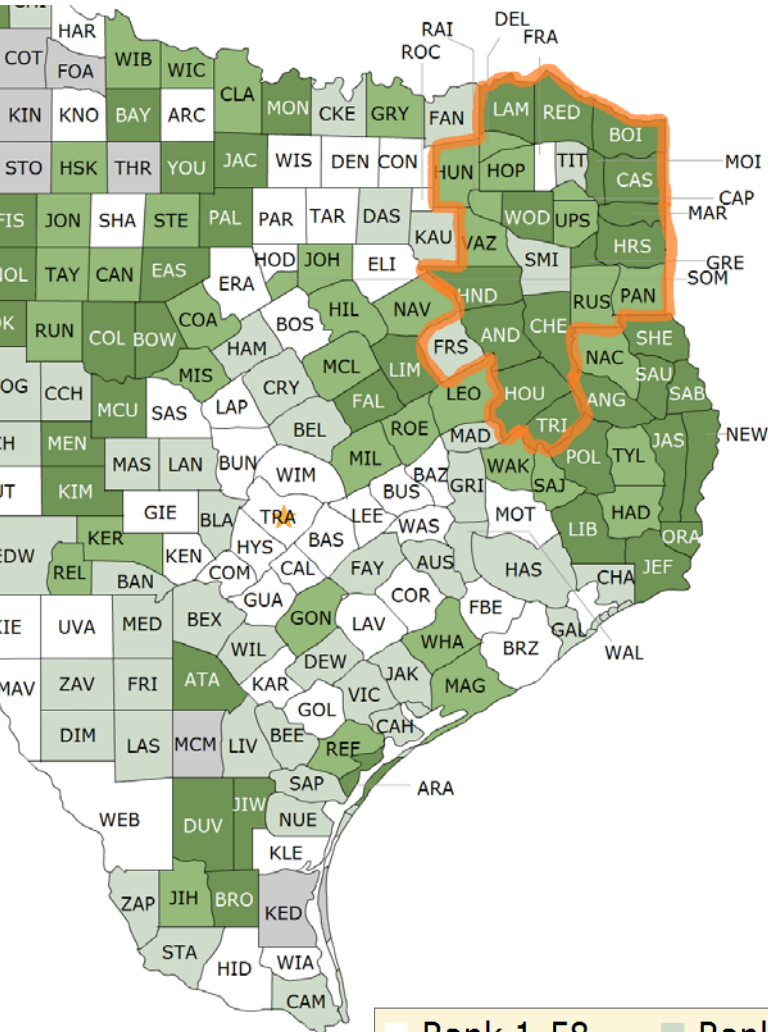 DEL
RAI
FRA
ROC
HAR
COT
FOA
WIB
WIC
CLA
MON
CKE
GRY
FAN
LAM
RED
BOI
KIN
KNO
BAY
ARC
STO
HSK
THR
YOU
JAC
WIS
DEN
CON
HUN
HOP
TIT
MOI
CAS
CAP
MAR
FIS
JON
SHA
STE
PAL
PAR
TAR
DAS
KAU
VAZ
WOD
UPS
HRS
GRE
SOM
NOL
TAY
CAN
EAS
ERA
HOD
JOH
ELI
SMI
HND
RUS
PAN
RUN
COL
BOW
COA
BOS
HIL
NAV
FRS
AND
CHE
NAC
SHE
SAU
SAB
OG
CCH
MCU
MIS
HAM
CRY
MCL
LIM
LEO
HOU
TRI
ANG
SAS
LAP
BEL
FAL
ROE
MAD
POL
TYL
JAS
NEW
CH
MEN
MAS
LAN
BUN
WIM
MIL
BAZ
BUS
GRI
WAK
SAJ
UT
KIM
GIE
BLA
TRA
LEE
WAS
MOT
LIB
HAD
ORA
JEF
EDW
KER
REL
KEN
BAN
HYS
COM
BAS
CAL
FAY
AUS
HAS
CHA
GAL
WAL
KIE
UVA
MED
BEX
GUA
GON
LAV
COR
WHA
FBE
BRZ
MAV
ZAV
FRI
ATA
WIL
KAR
DEW
VIC
JAK
MAG
DIM
LAS
MCM
LIV
BEE
GOL
REF
CAH
ARA
WEB
DUV
JIW
SAP
NUE
KLE
ZAP
JIH
BRO
KED
STA
HID
WIA
CAM